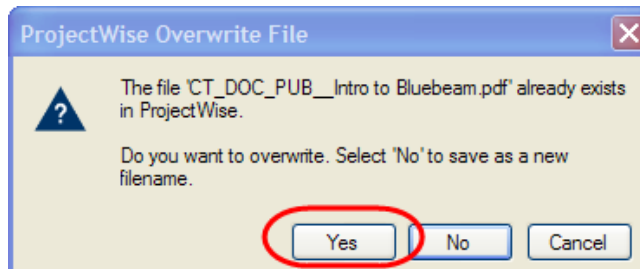 ProjectWise Overwrite File
The file 'CT_DOC_PUB__Intro to Bluebeam.pdf' already exists
in ProjectWise.
Do you want to overwrite. Select 'No' to save as a new
filename.
Yes No Cancel